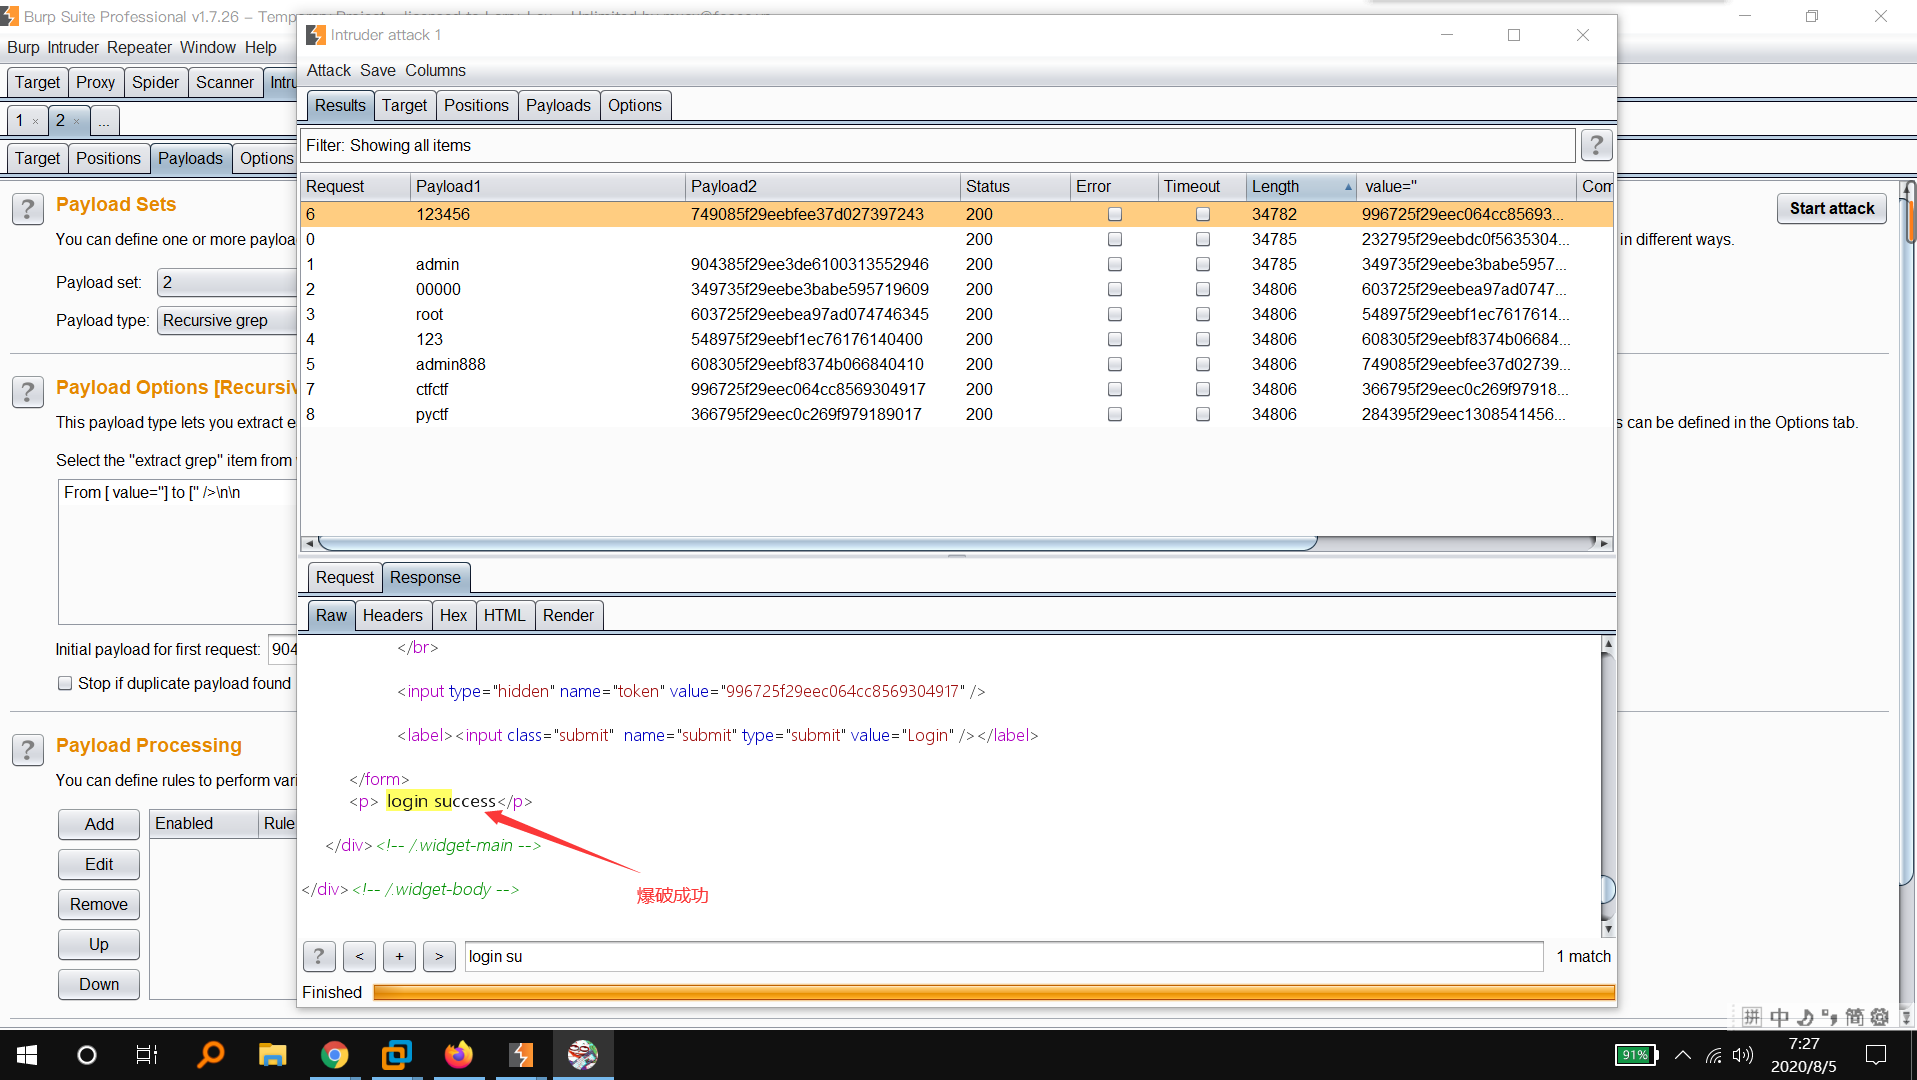 Burp Suite Professional v1.7.26 – Temp
Intruder attack 1
Burp Intruder Repeater Window Help
Attack Save Columns
Target Proxy Spider Scanner Intru
Results Target Positions Payloads Options
1 × 2 × ...
Filter: Showing all items ?
Target Positions Payloads Options
Request Payload1 Payload2 Status Error Timeout Length value=" Com
6 123456 749085f29eebfee37d027397243 200 34782 996725f29eec064cc85693...
0 200 34785 232795f29eebdc0f5635304...
1 admin 904385f29ee3de6100313552946 200 34785 349735f29eebe3babe5957...
2 00000 349735f29eebe3babe595719609 200 34806 603725f29eebea97ad0747...
3 root 603725f29eebea97ad074746345 200 34806 548975f29eebf1ec7617614...
4 123 548975f29eebf1ec76176140400 200 34806 608305f29eebf8374b06684...
5 admin888 608305f29eebf8374b066840410 200 34806 749085f29eebfee37d02739...
7 ctfctf 996725f29eec064cc8569304917 200 34806 366795f29eec0c269f97918...
8 pyctf 366795f29eec0c269f979189017 200 34806 284395f29eec1308541456...
? Payload Sets
Start attack
You can define one or more payloa
in different ways.
Payload set: 2
Payload type: Recursive grep
? Payload Options [Recursiv
This payload type lets you extract e
s can be defined in the Options tab.
Select the "extract grep" item from
From [ value="] to [" />\n\n
Initial payload for first request: 904
Stop if duplicate payload found
? Payload Processing
You can define rules to perform vari
Add
Edit
Remove
Up
Down
Enabled Rule
Request Response
Raw Headers Hex HTML Render
</br>
<input type="hidden" name="token" value="996725f29eec064cc8569304917" />
<label><input class="submit"  name="submit" type="submit" value="Login" /></label>
</form>
<p> login success</p>
</div><!-- /.widget-main -->
</div><!-- /.widget-body -->
爆破成功
? < + > login su 1 match
Finished
拼 中 简
91%
7:27
2020/8/5